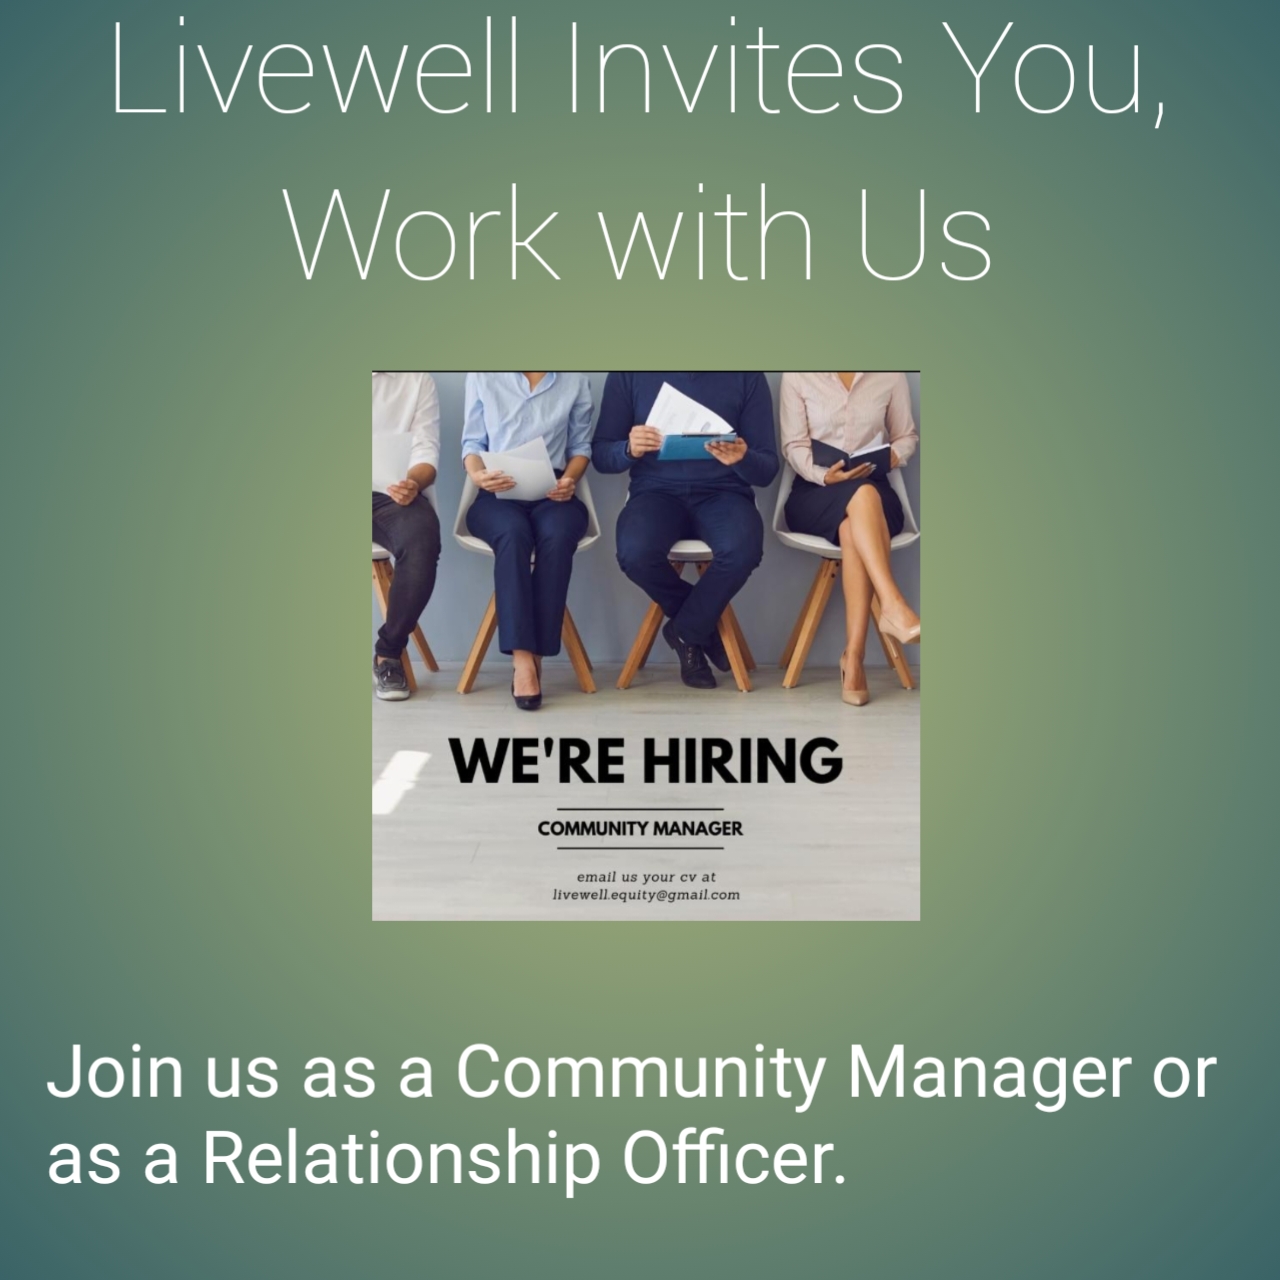 Livewell Invites You,
Work with Us
WE'RE HIRING
COMMUNITY MANAGER
email us your cv at
livewell.equity@gmail.com
Join us as a Community Manager or
as a Relationship Officer.